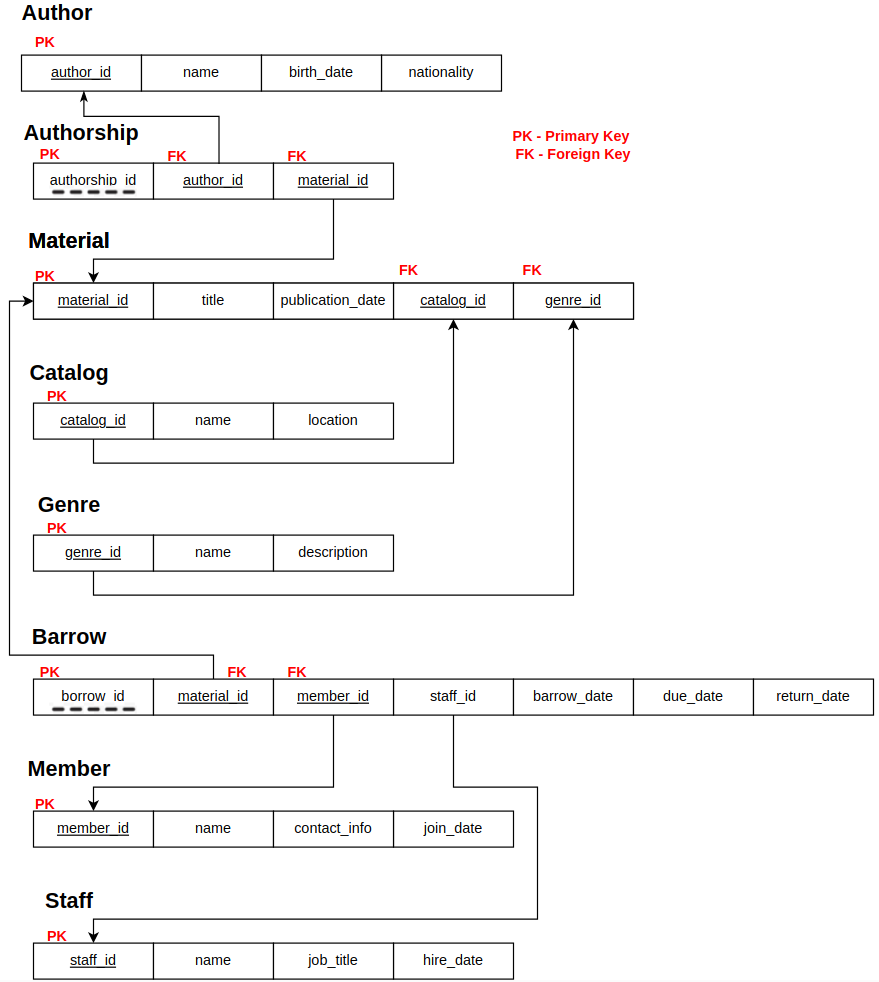 Author
PK
author_id name birth_date nationality
Authorship
PK FK FK
authorship_id author_id material_id
PK - Primary Key
FK - Foreign Key
Material
PK FK FK
material_id title publication_date catalog_id genre_id
Catalog
PK
catalog_id name location
Genre
PK
genre_id name description
Barrow
PK FK FK
borrow_id material_id member_id staff_id barrow_date due_date return_date
Member
PK
member_id name contact_info join_date
Staff
PK
staff_id name job_title hire_date